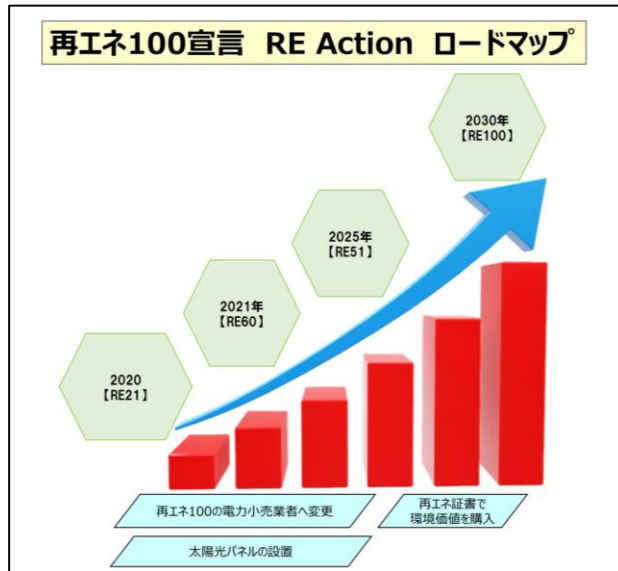 再エネ100宣言 RE Action ロードマップ
2030年
【RE100】
2025年
【RE51】
2021年
【RE60】
2020
【RE21】
再エネ100の電力小売業者へ変更
再エネ証書で
環境価値を購入
太陽光パネルの設置